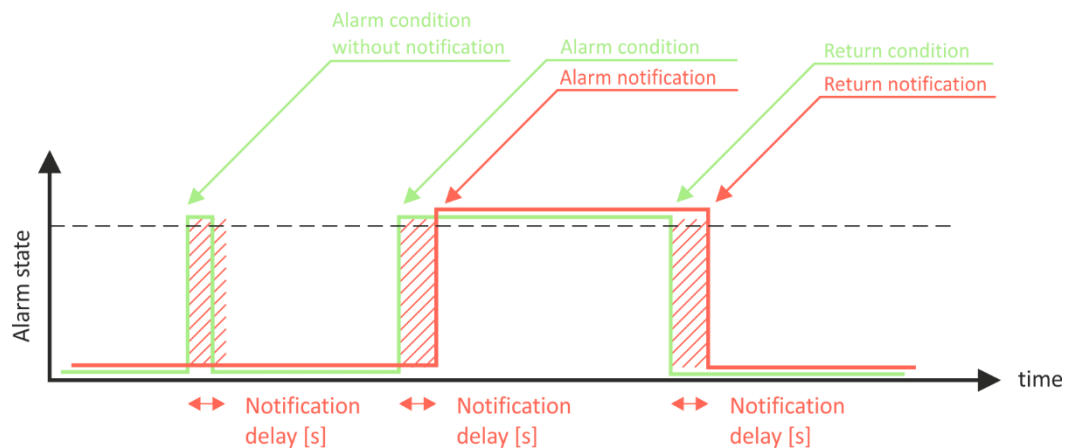 Alarm condition
without notification
Alarm condition
Alarm notification
Return condition
Return notification
Alarm state
time
Notification
delay [s]
Notification
delay [s]
Notification
delay [s]